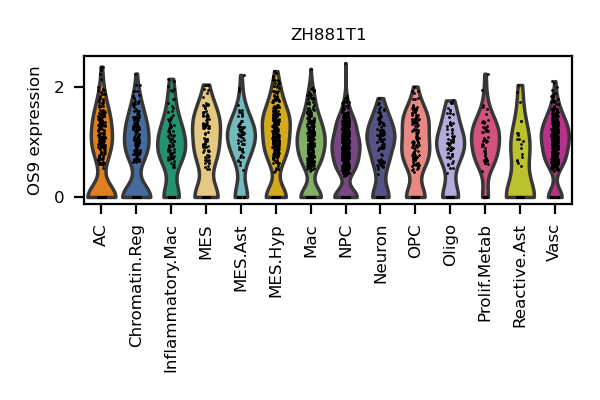 ZH881T1
OS9 expression
2
0
AC
Chromatin.Reg
Inflammatory.Mac
MES
MES.Ast
MES.Hyp
Mac
NPC
Neuron
OPC
Oligo
Prolif.Metab
Reactive.Ast
Vasc